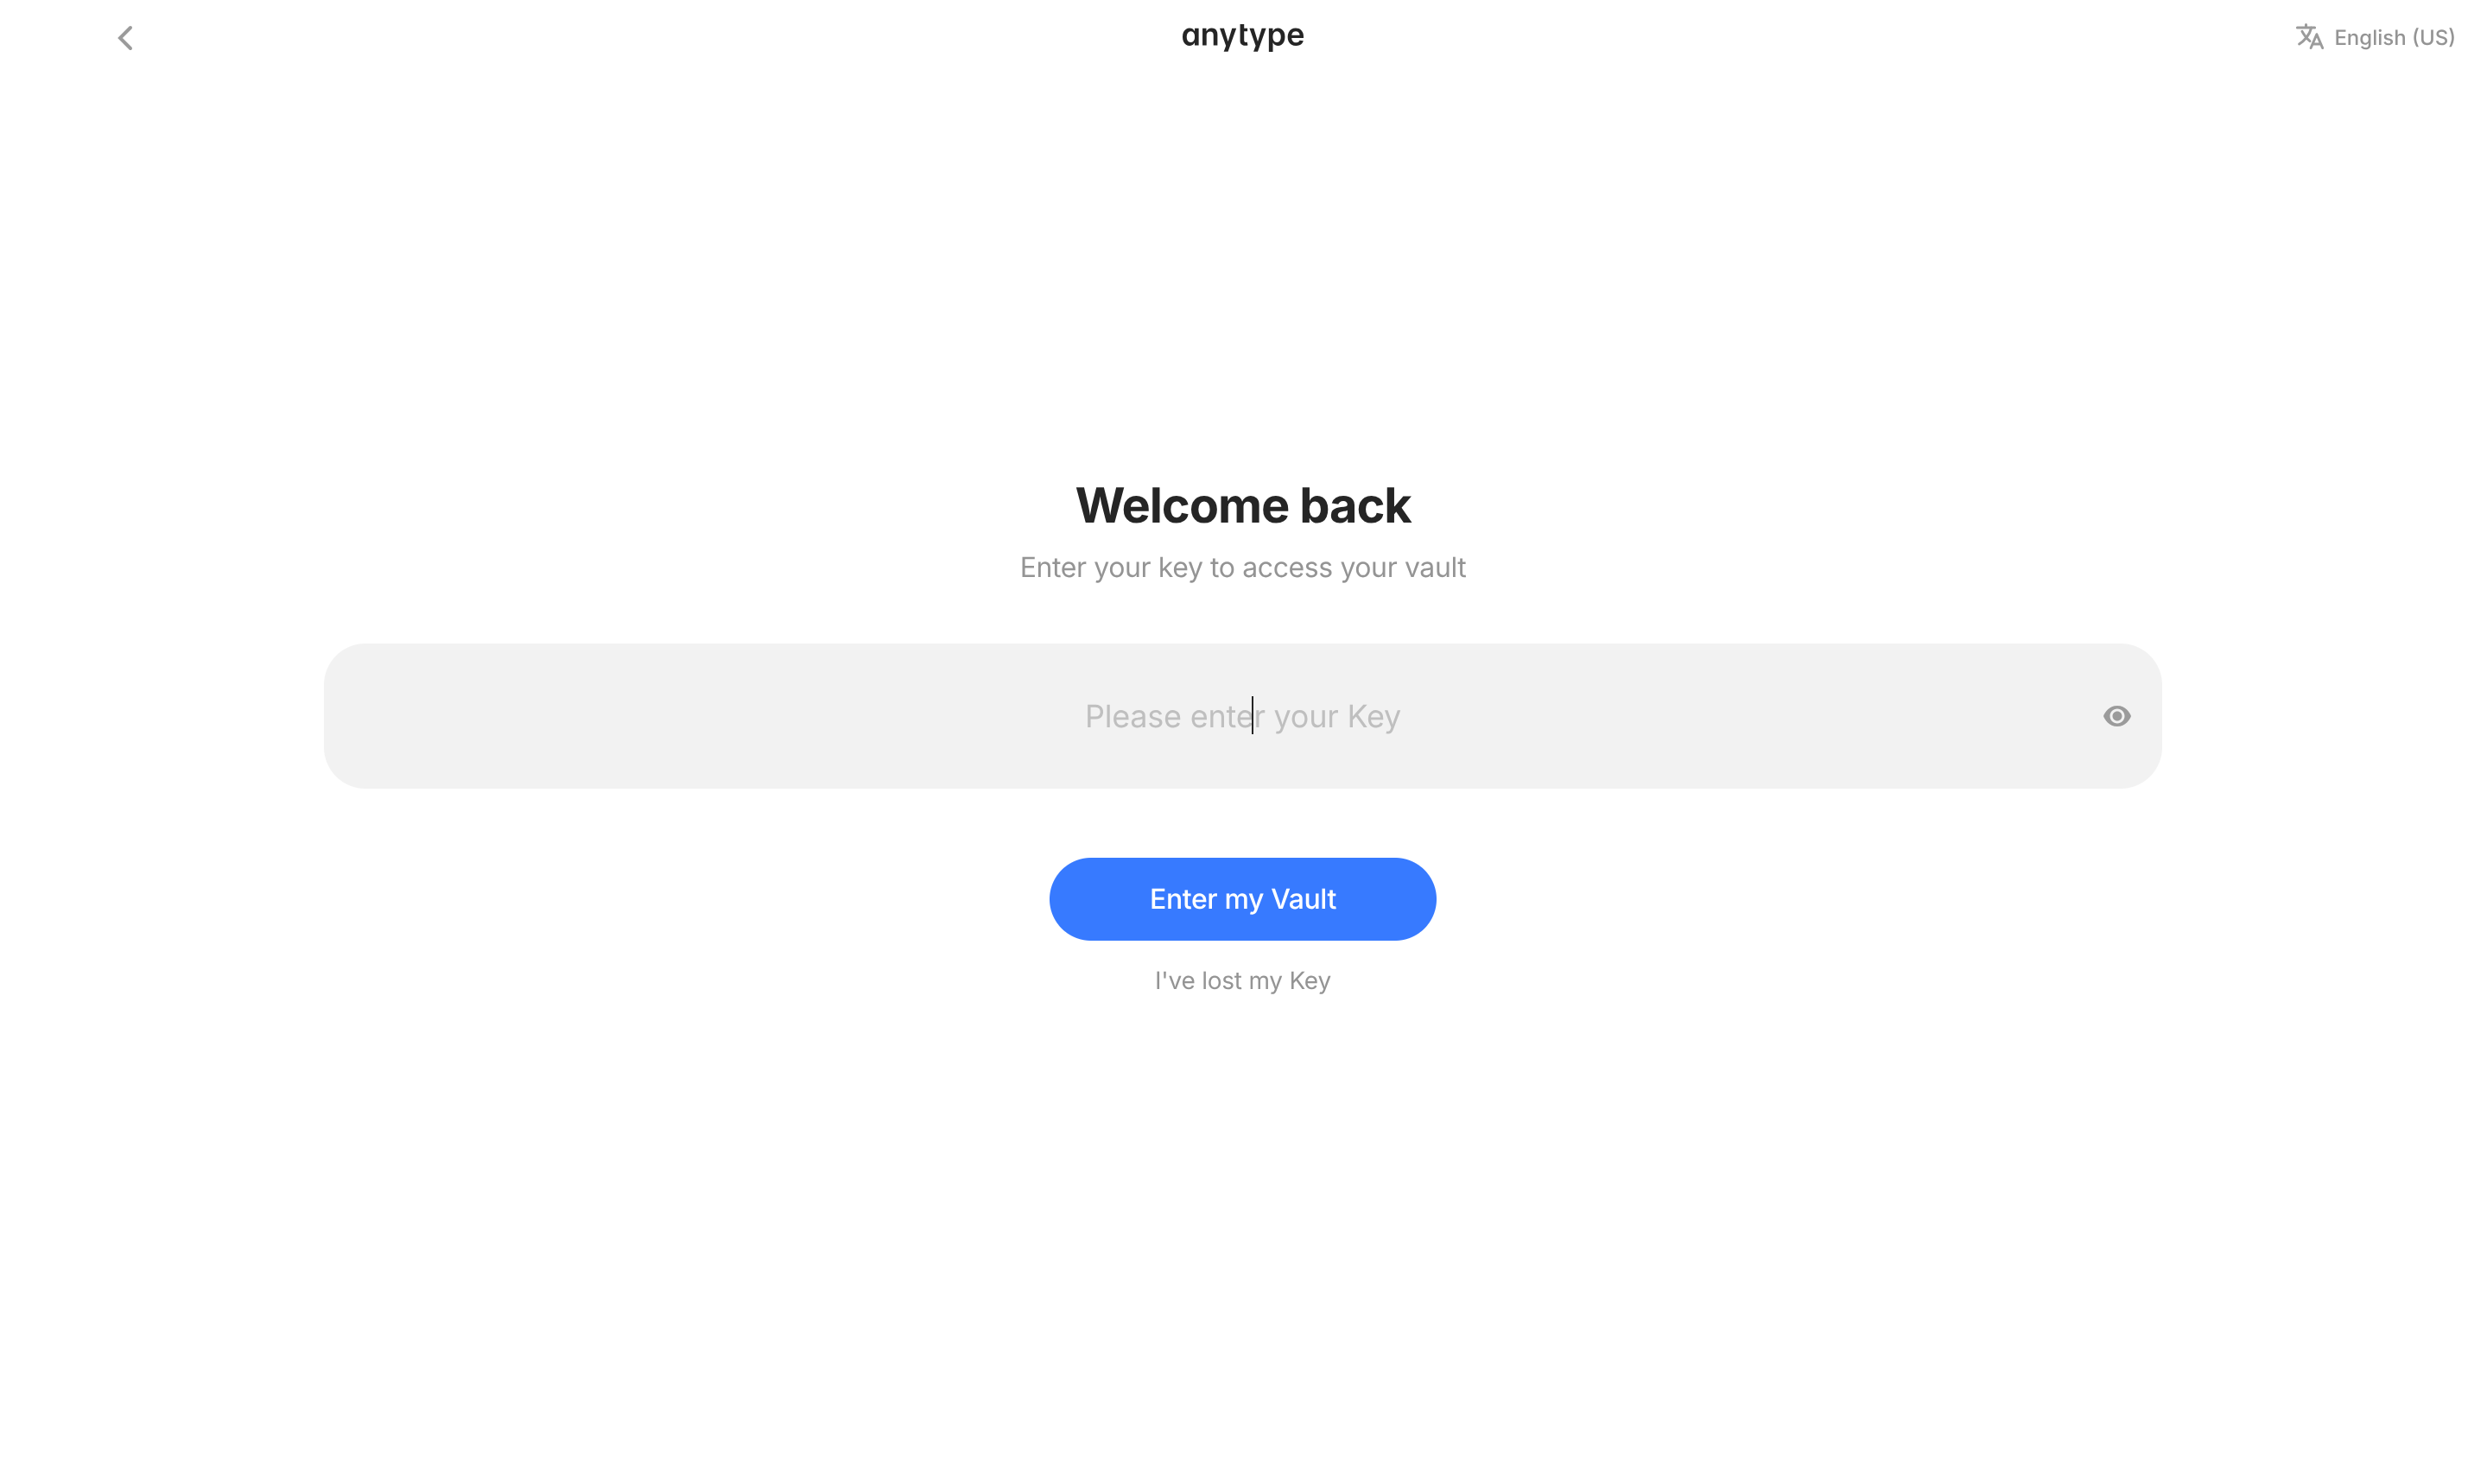 anytype
English (US)
Welcome back
Enter your key to access your vault
Please enter your Key
Enter my Vault
I've lost my Key